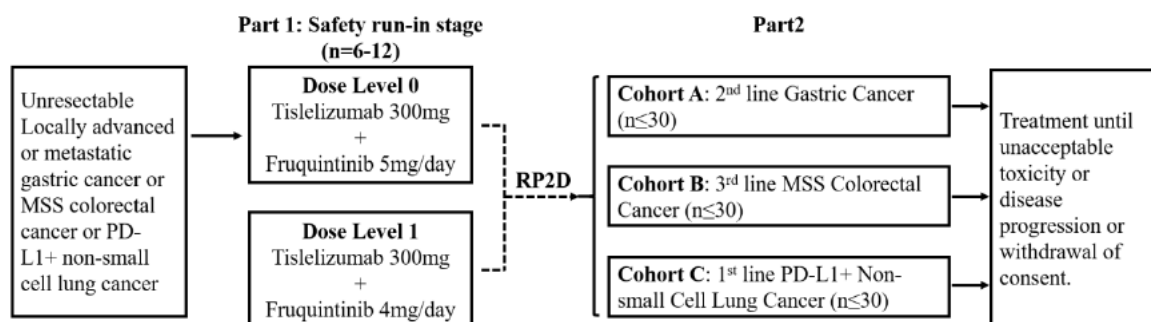 Part 1: Safety run-in stage
(n=6-12)
Part2
Unresectable
Locally advanced
or metastatic
gastric cancer or
MSS colorectal
cancer or PD-
L1+ non-small
cell lung cancer
Dose Level 0
Tislelizumab 300mg
+
Fruquintinib 5mg/day
Dose Level 1
Tislelizumab 300mg
+
Fruquintinib 4mg/day
RP2D
Cohort A: 2nd line Gastric Cancer
(n≤30)
Cohort B: 3rd line MSS Colorectal
Cancer (n≤30)
Cohort C: 1st line PD-L1+ Non-
small Cell Lung Cancer (n≤30)
Treatment until
unacceptable
toxicity or
disease
progression or
withdrawal of
consent.